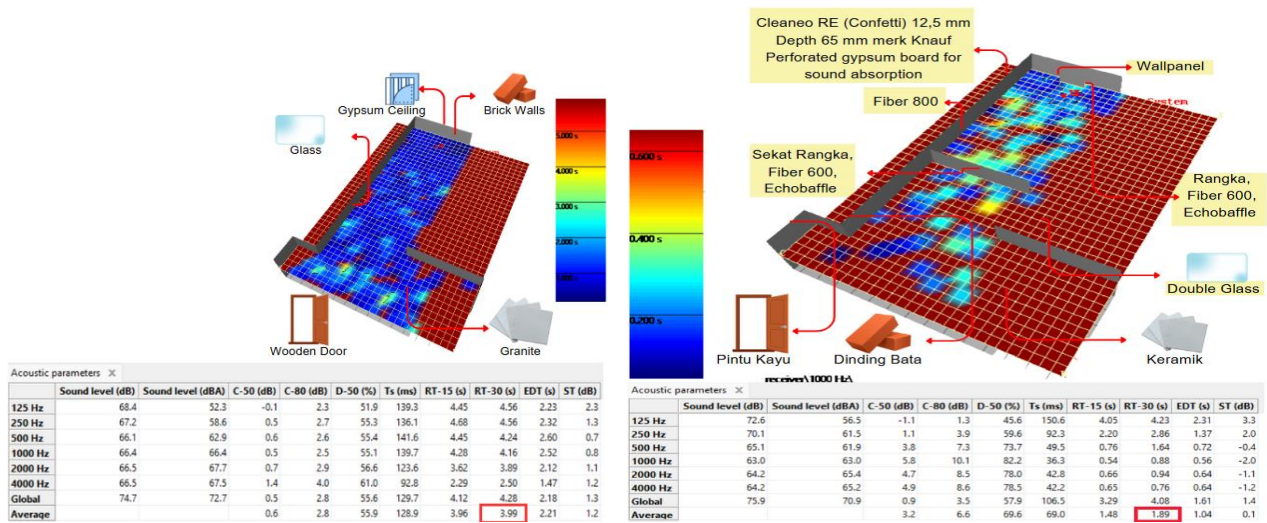 Gypsum Ceiling
Brick Walls
Glass
5.000 s
4.000 s
3.000 s
2.000 s
Wooden Door
Granite
Acoustic parameters X
Sound level (dB) Sound level (dBA) C-50 (dB) C-80 (dB) D-50 (%) Ts (ms) RT-15 (s) RT-30 (s) EDT (s) ST (dB)
125 Hz 68.4 52.3 -0.1 2.3 51.9 139.3 4.45 4.56 2.23 2.3
250 Hz 67.2 58.6 0.5 2.7 55.3 136.1 4.68 4.56 2.32 1.3
500 Hz 66.1 62.9 0.6 2.6 55.4 141.6 4.45 4.24 2.60 0.7
1000 Hz 66.4 66.4 0.5 2.5 55.1 139.7 4.28 4.16 2.52 0.8
2000 Hz 66.5 67.7 0.7 2.9 56.6 123.6 3.62 3.89 2.12 1.1
4000 Hz 66.5 67.5 1.4 4.0 61.0 92.8 2.29 2.50 1.47 1.2
Global 74.7 72.7 0.5 2.8 55.6 129.7 4.12 4.28 2.18 1.3
Average 0.6 2.8 55.9 128.9 3.96 3.99 2.21 1.2
Cleaneo RE (Confetti) 12,5 mm
Depth 65 mm merk Knauf
Perforated gypsum board for
sound absorption
Wallpanel
Fiber 800
0.600 s
Sekat Rangka,
Fiber 600,
Echobaffle
Rangka,
Fiber 600,
Echobaffle
0.400 s
Double Glass
0.200 s
Pintu Kayu
Dinding Bata
Keramik
Acoustic parameters X
Sound level (dB) Sound level (dBA) C-50 (dB) C-80 (dB) D-50 (%) Ts (ms) RT-15 (s) RT-30 (s) EDT (s) ST (dB)
125 Hz 72.6 56.5 -1.1 1.3 45.6 150.6 4.05 4.23 2.31 3.3
250 Hz 70.1 61.5 1.1 3.9 59.6 92.3 2.20 2.86 1.37 2.0
500 Hz 65.1 61.9 3.8 7.3 73.7 49.5 0.76 1.64 0.72 -0.4
1000 Hz 63.0 63.0 5.8 10.1 82.2 36.3 0.54 0.88 0.56 -2.0
2000 Hz 64.2 65.4 4.7 8.5 78.0 42.8 0.66 0.94 0.64 -1.1
4000 Hz 64.2 65.2 4.9 8.6 78.5 42.2 0.65 0.76 0.64 -1.2
Global 75.9 70.9 0.9 3.5 57.9 106.5 3.29 4.08 1.61 1.4
Average 3.2 6.6 69.6 69.0 1.48 1.89 1.04 0.1